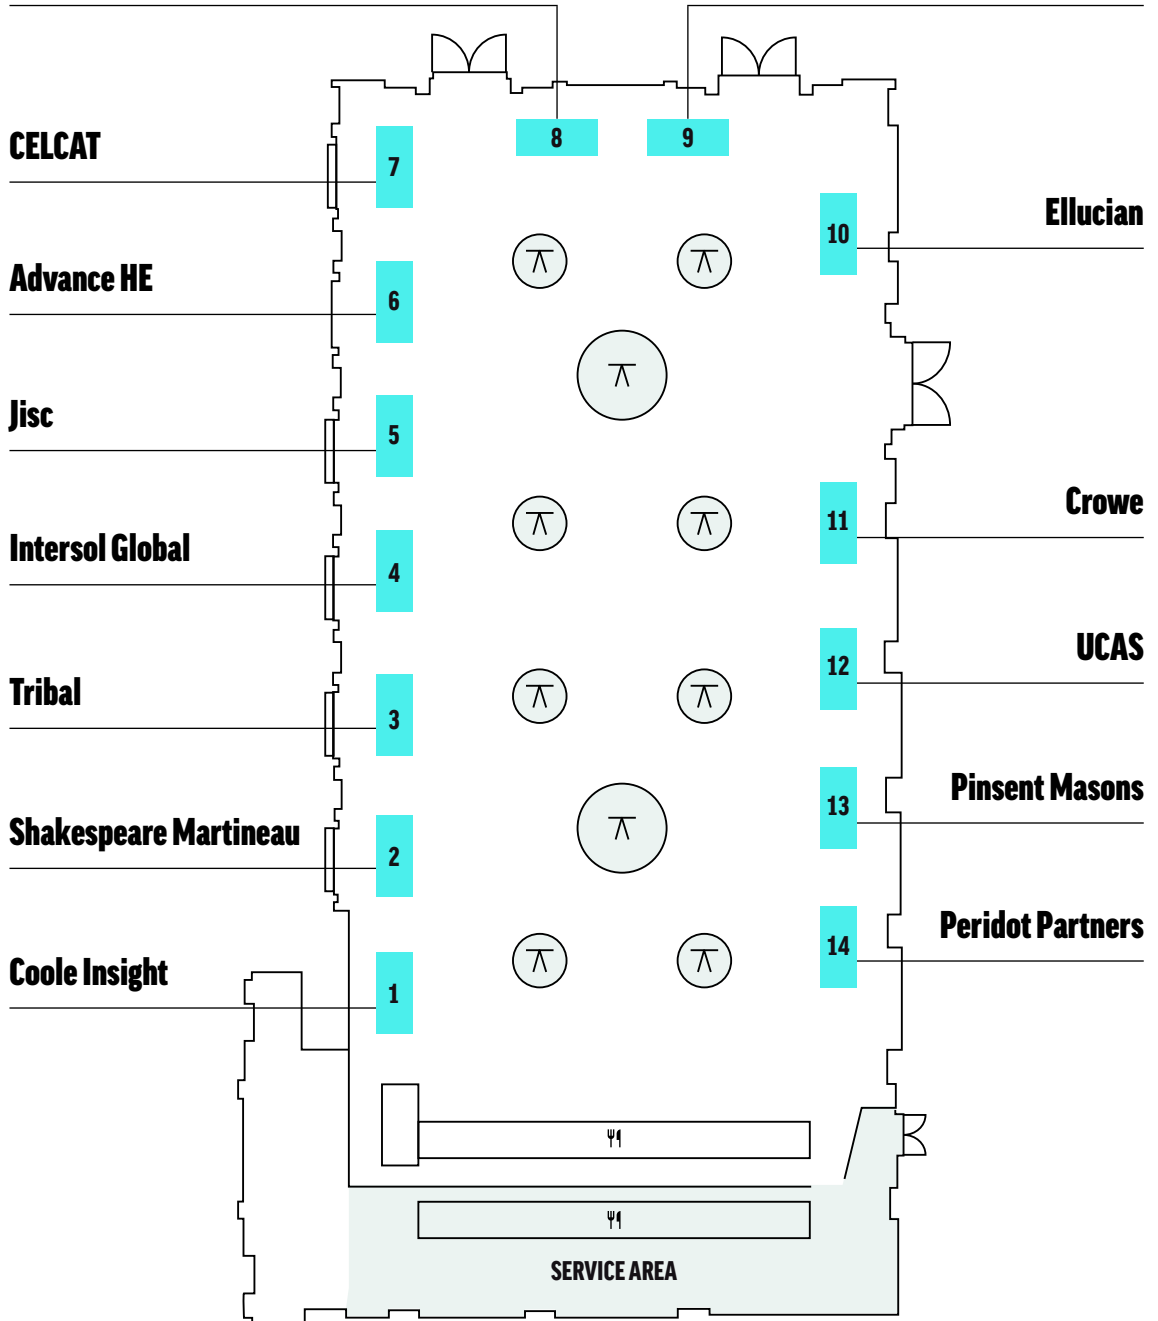 8
9
CELCAT
7
Ellucian
10
Advance HE
6
Jisc
5
Crowe
11
Intersol Global
4
UCAS
12
Tribal
3
Pinsent Masons
13
Shakespeare Martineau
2
Peridot Partners
14
Coole Insight
1
SERVICE AREA